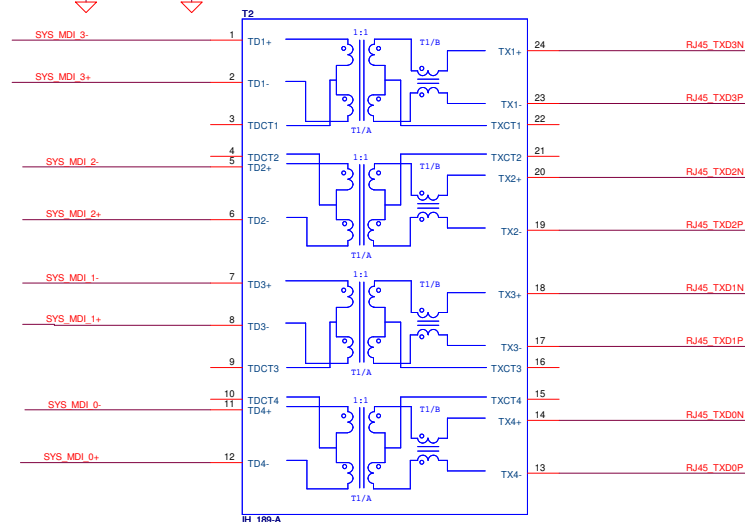 T2
SYS_MDI_3- 1 TD1+ 1:1 T1/B TX1+ 24 RJ45_TXD3N
SYS_MDI_3+ 2 TD1- TX1- 23 RJ45_TXD3P
3 TDCT1 T1/A TXCT1 22
4 TDCT2 1:1 T1/B TXCT2 21
SYS_MDI_2- 5 TD2+ TX2+ 20 RJ45_TXD2N
SYS_MDI_2+ 6 TD2- TX2- 19 RJ45_TXD2P
T1/A
SYS_MDI_1- 7 TD3+ 1:1 T1/B TX3+ 18 RJ45_TXD1N
SYS_MDI_1+ 8 TD3- TX3- 17 RJ45_TXD1P
9 TDCT3 T1/A TXCT3 16
10 TDCT4 1:1 T1/B TXCT4 15
SYS_MDI_0- 11 TD4+ TX4+ 14 RJ45_TXD0N
SYS_MDI_0+ 12 TD4- TX4- 13 RJ45_TXD0P
T1/A